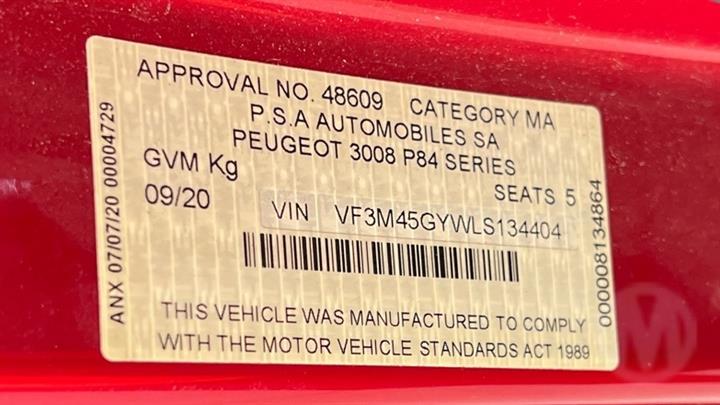 APPROVAL NO. 48609 CATEGORY MA
P.S.A AUTOMOBILES SA
PEUGEOT 3008 P84 SERIES
GVM Kg
SEATS 5
09/20
VIN VF3M45GYWLS134404
THIS VEHICLE WAS MANUFACTURED TO COMPLY
WITH THE MOTOR VEHICLE STANDARDS ACT 1989
ANX 07/07/20 00004729
000008134864
M